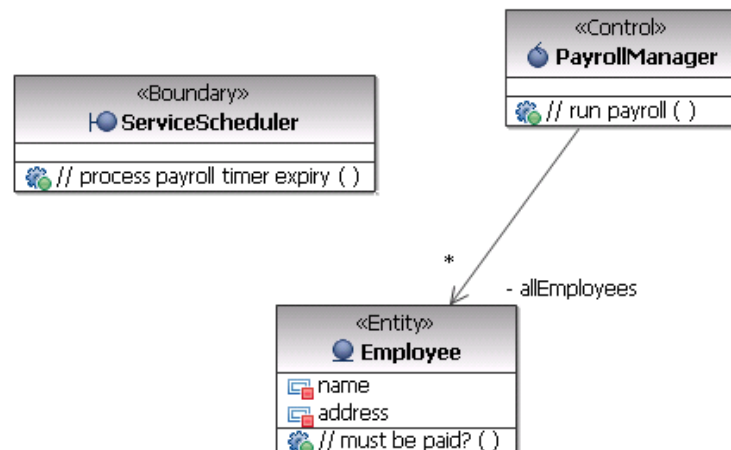 «Control»
PayrollManager
// run payroll ( )
«Boundary»
ServiceScheduler
// process payroll timer expiry ( )
*
- allEmployees
«Entity»
Employee
name
address
// must be paid? ( )